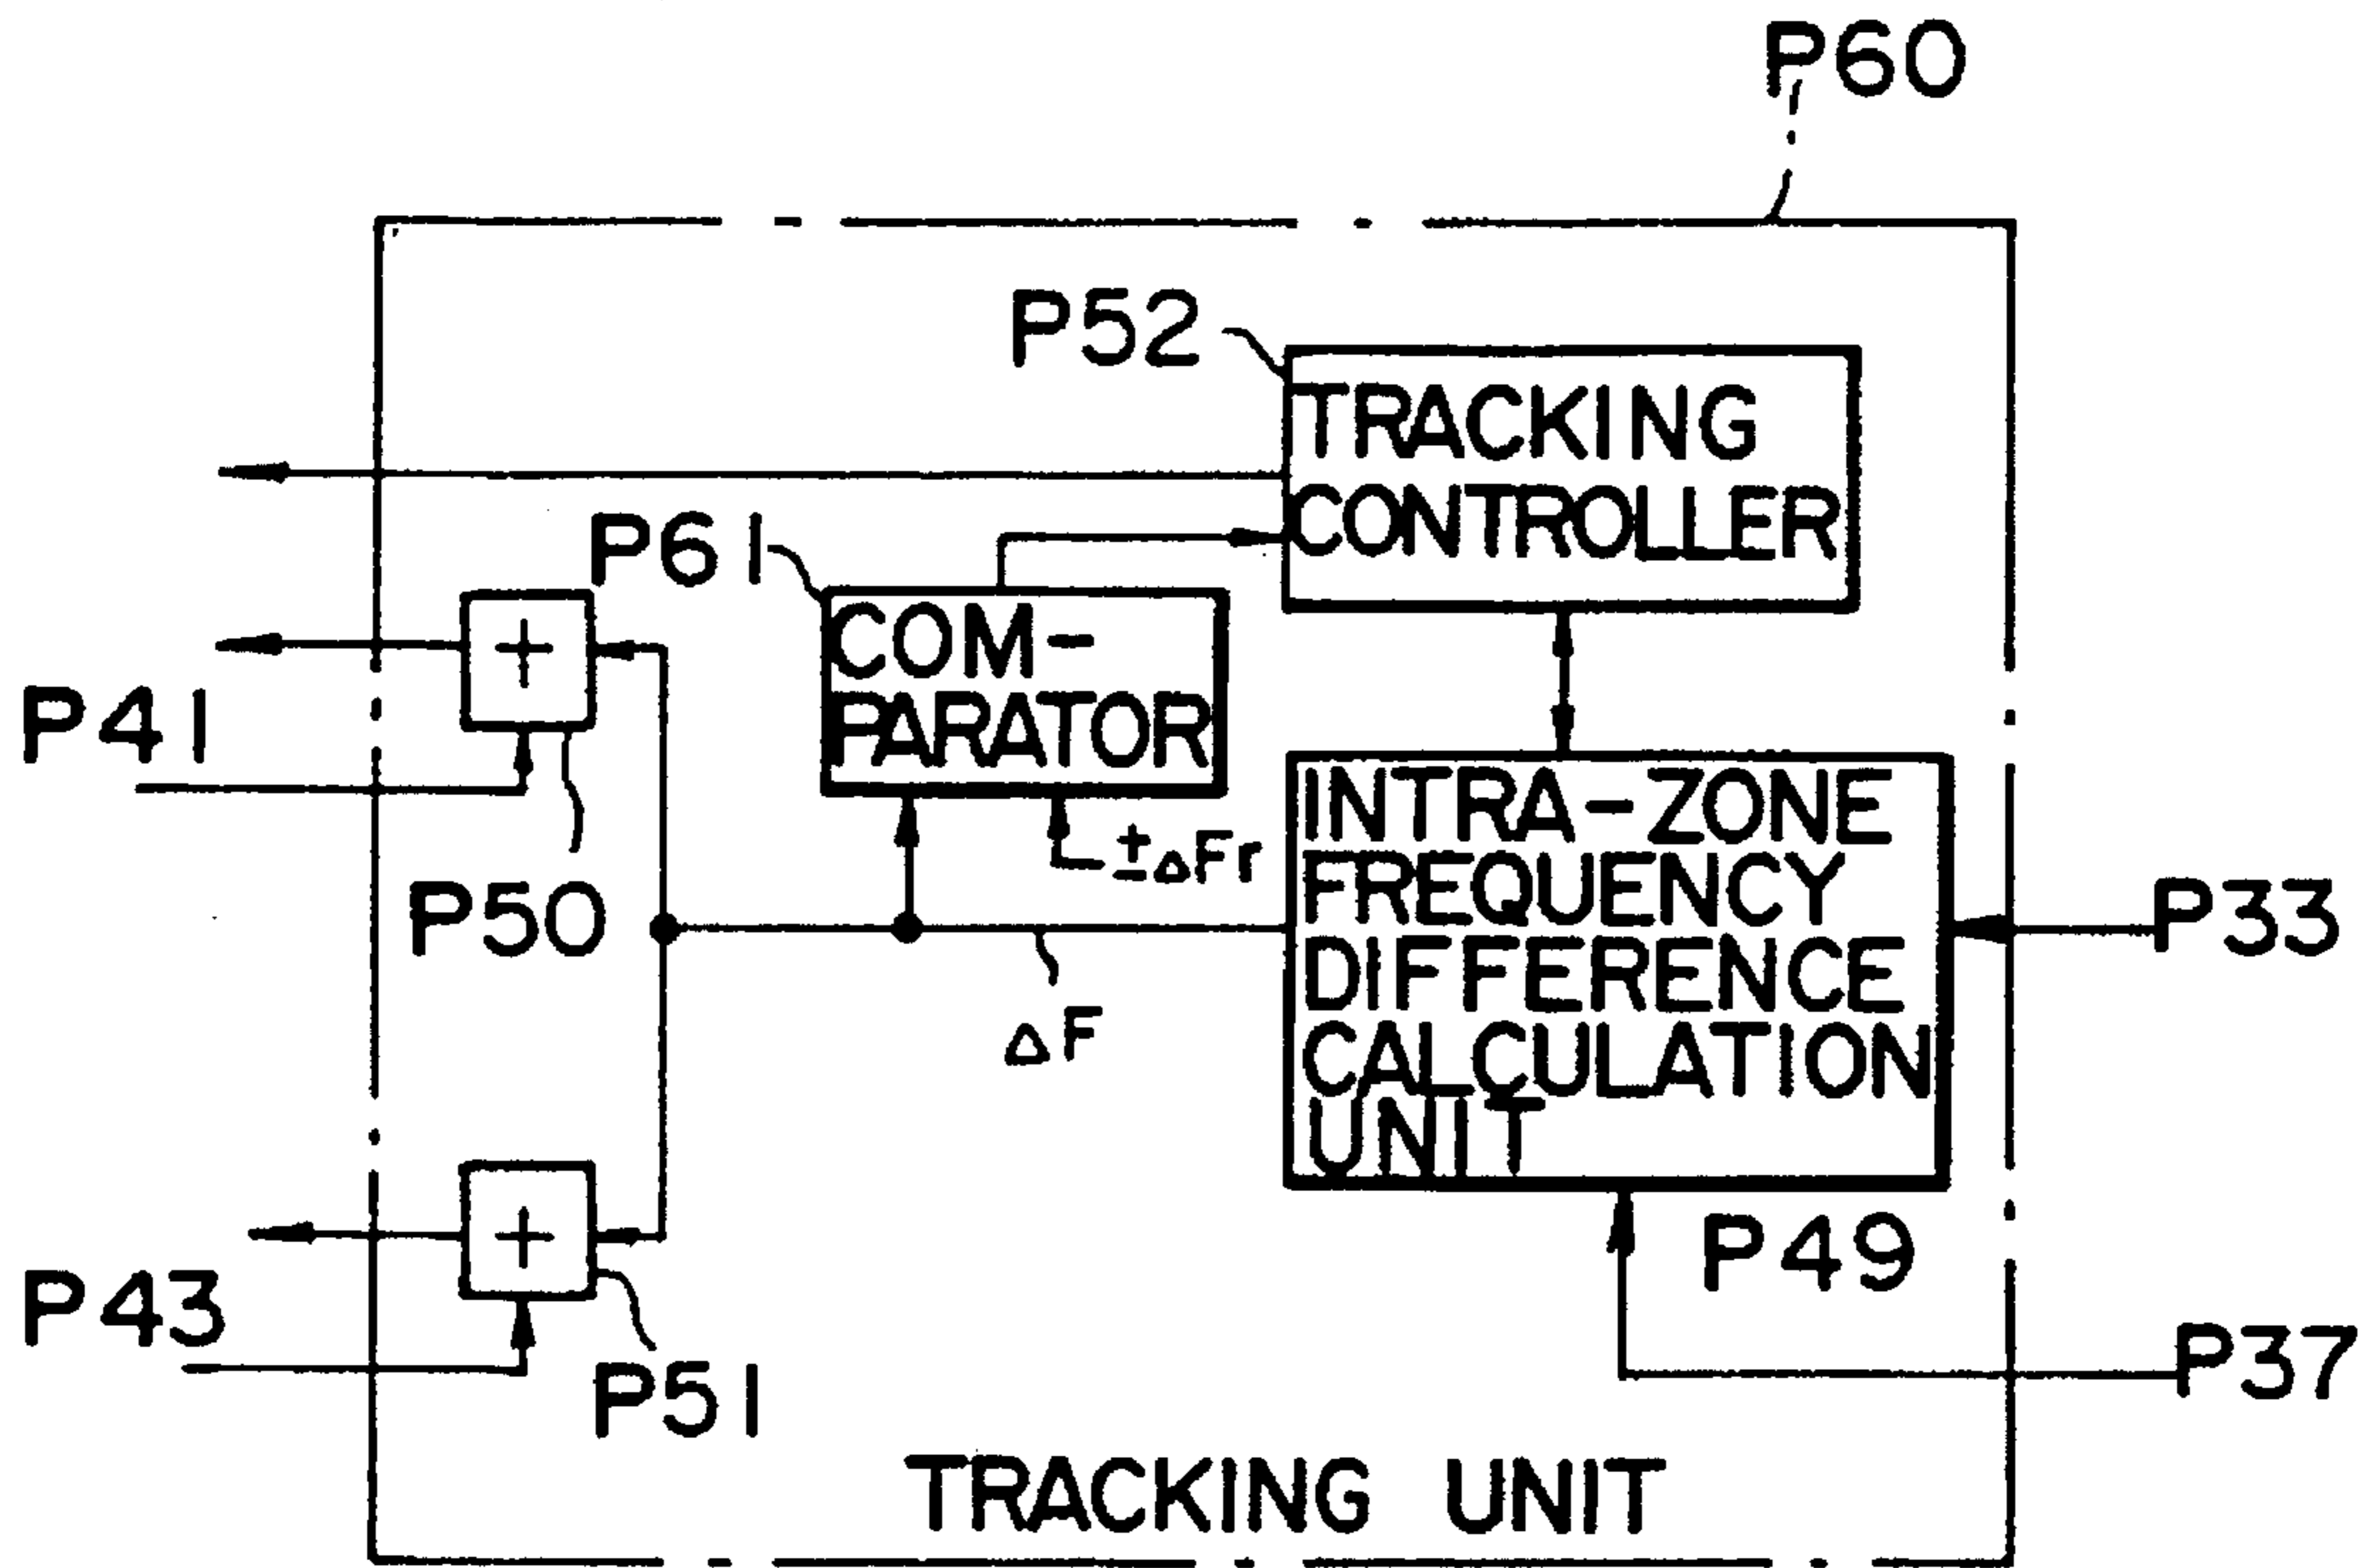 P60
P52
TRACKING
CONTROLLER
P61
COM-
PARATOR
P41
P50
±ΔFr
INTRA-ZONE
FREQUENCY
DIFFERENCE
CALCULATION
UNIT
P33
ΔF
P49
P43
P51
P37
TRACKING UNIT
+
+